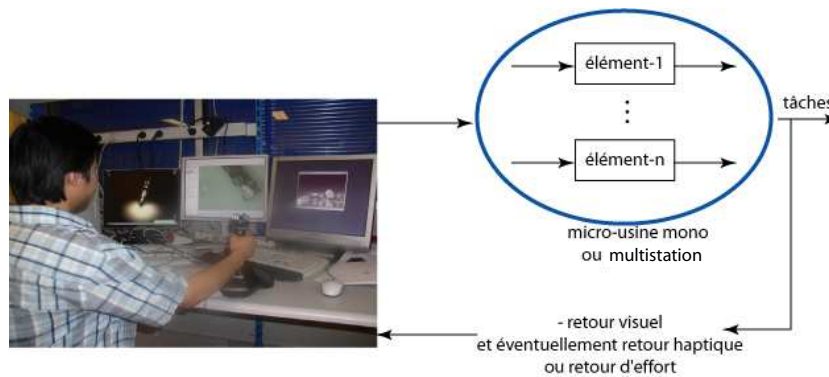 élément-1
tâches
élément-n
micro-usine mono
ou multistation
- retour visuel
et éventuellement retour haptique
ou retour d'effort